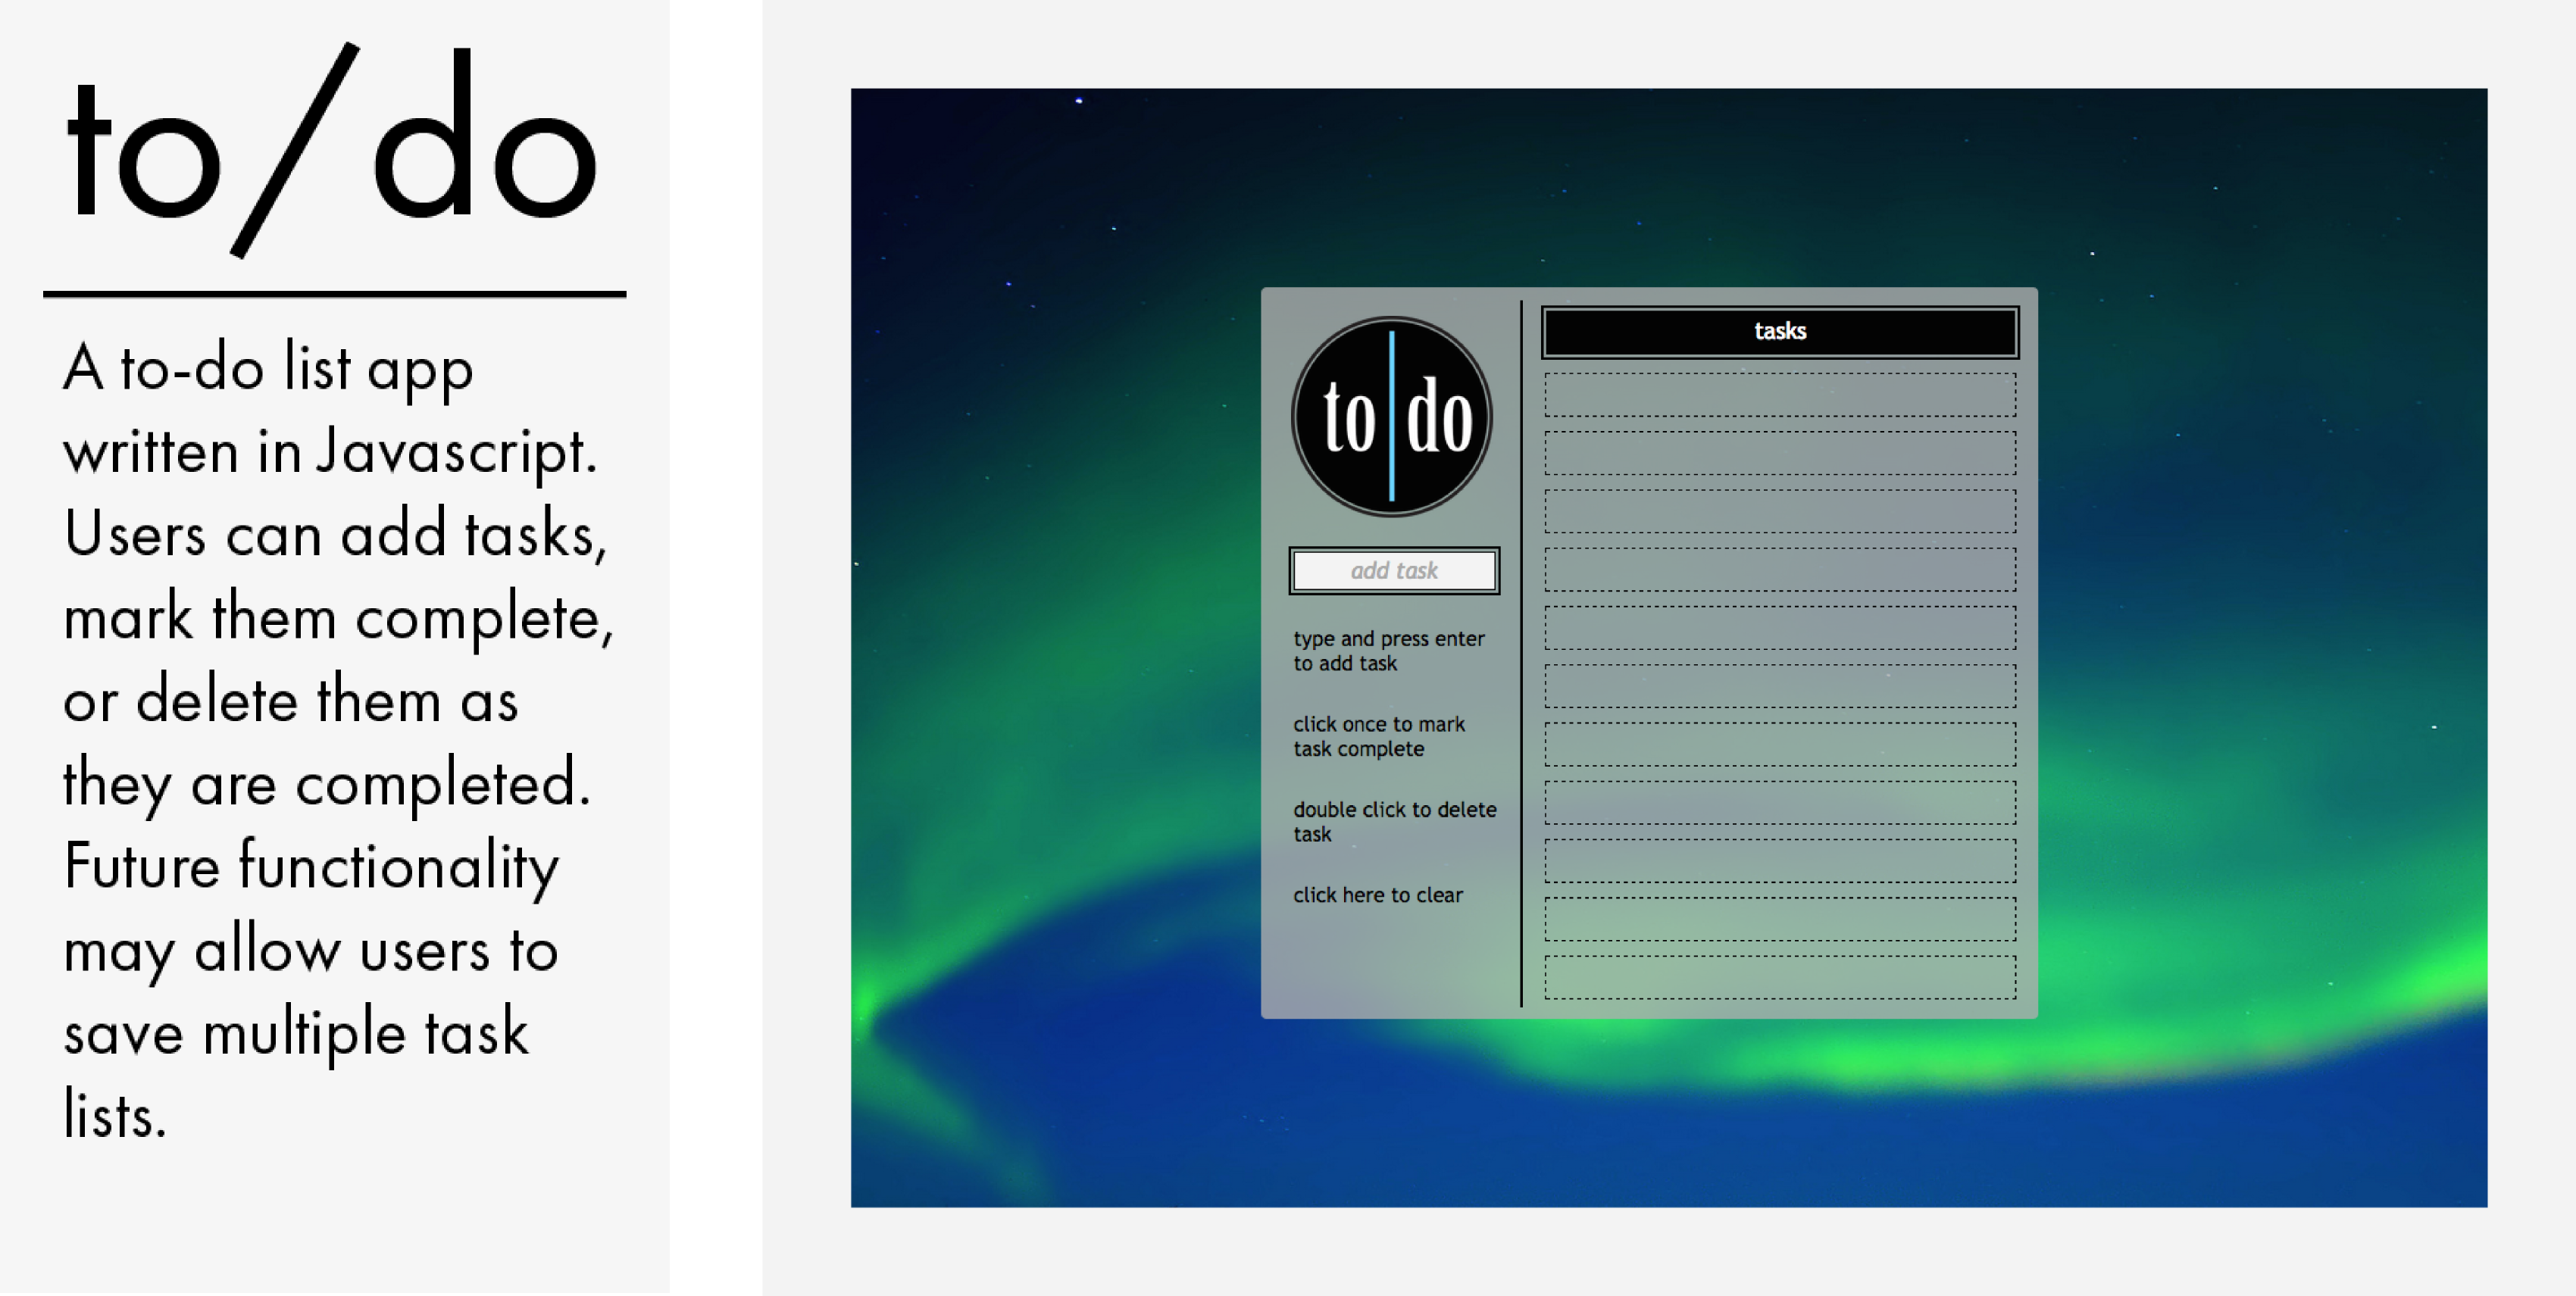 to/do
A to-do list app
written in Javascript.
Users can add tasks,
mark them complete,
or delete them as
they are completed.
Future functionality
may allow users to
save multiple task
lists.
to do
add task
type and press enter
to add task
click once to mark
task complete
double click to delete
task
click here to clear
tasks